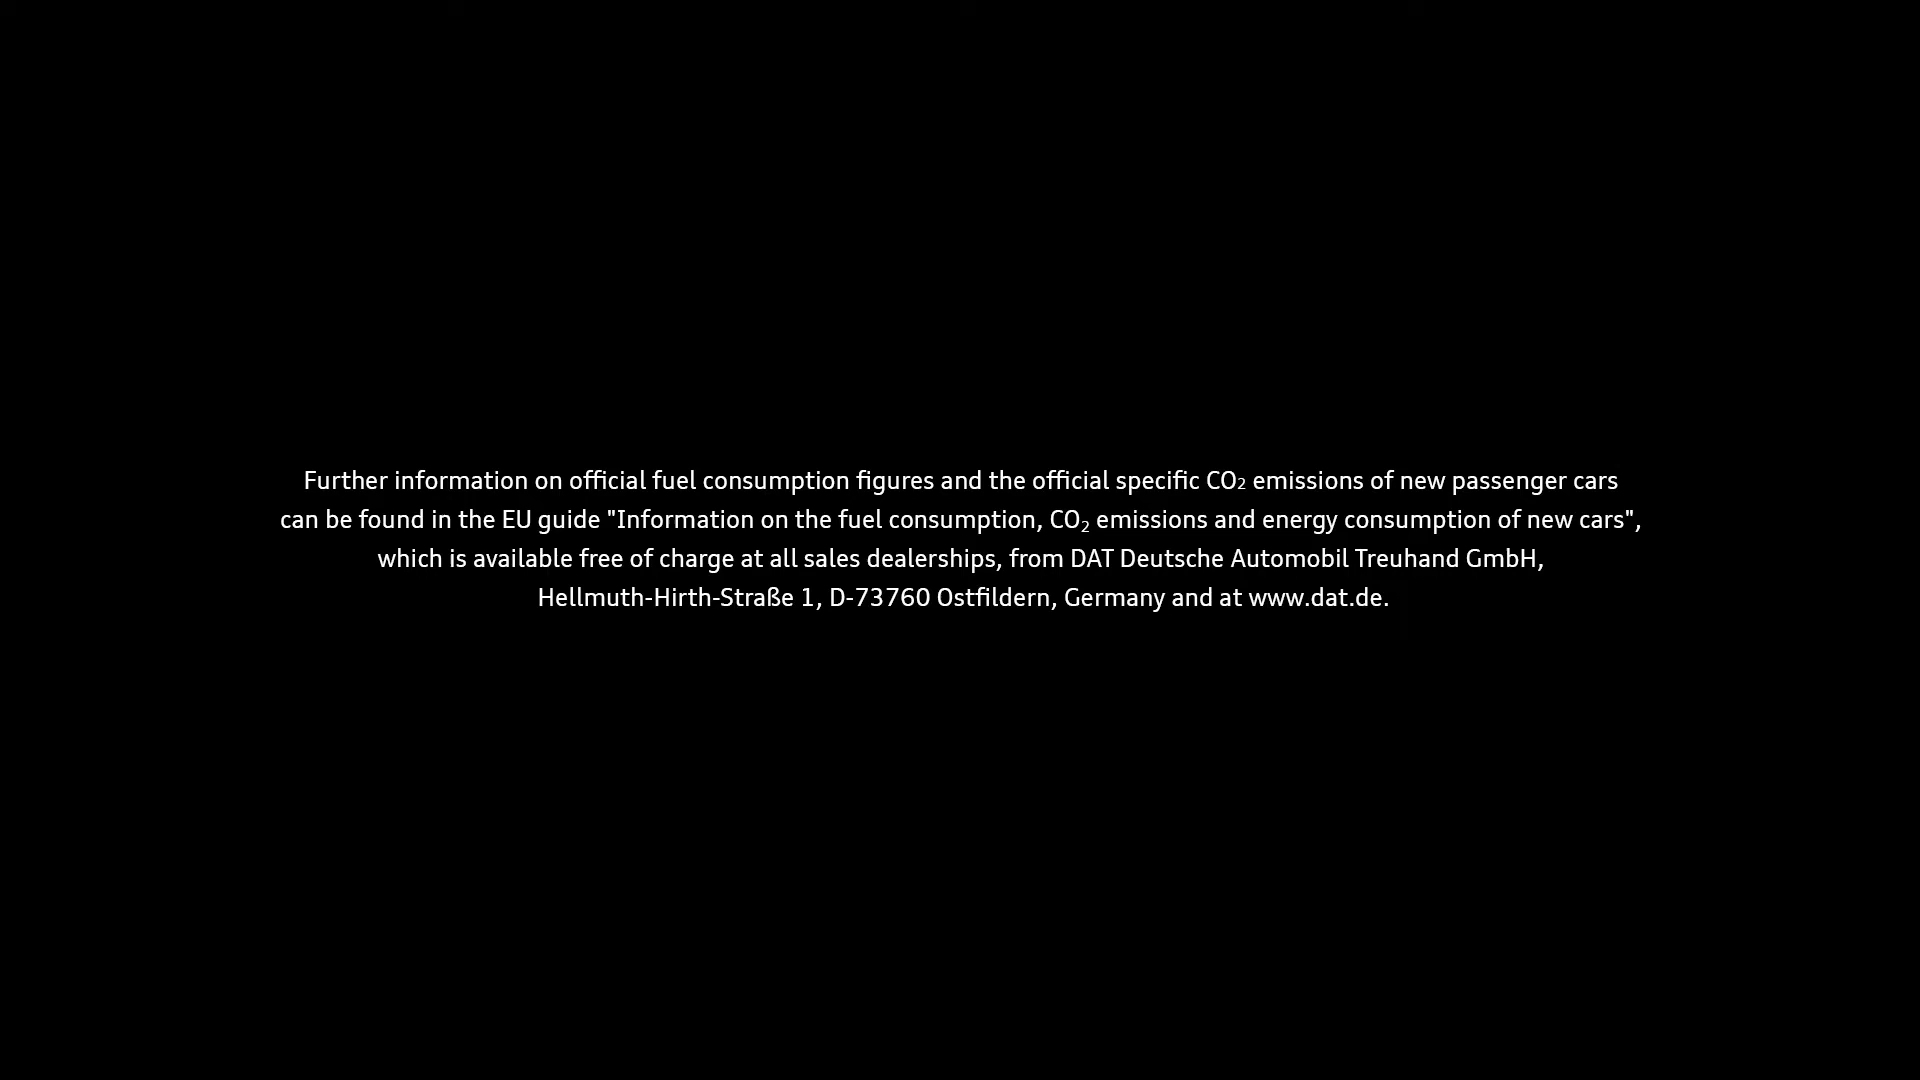 Further information on official fuel consumption figures and the official specific CO₂ emissions of new passenger cars
can be found in the EU guide "Information on the fuel consumption, CO₂ emissions and energy consumption of new cars",
which is available free of charge at all sales dealerships, from DAT Deutsche Automobil Treuhand GmbH,
Hellmuth-Hirth-Straße 1, D-73760 Ostfildern, Germany and at www.dat.de.